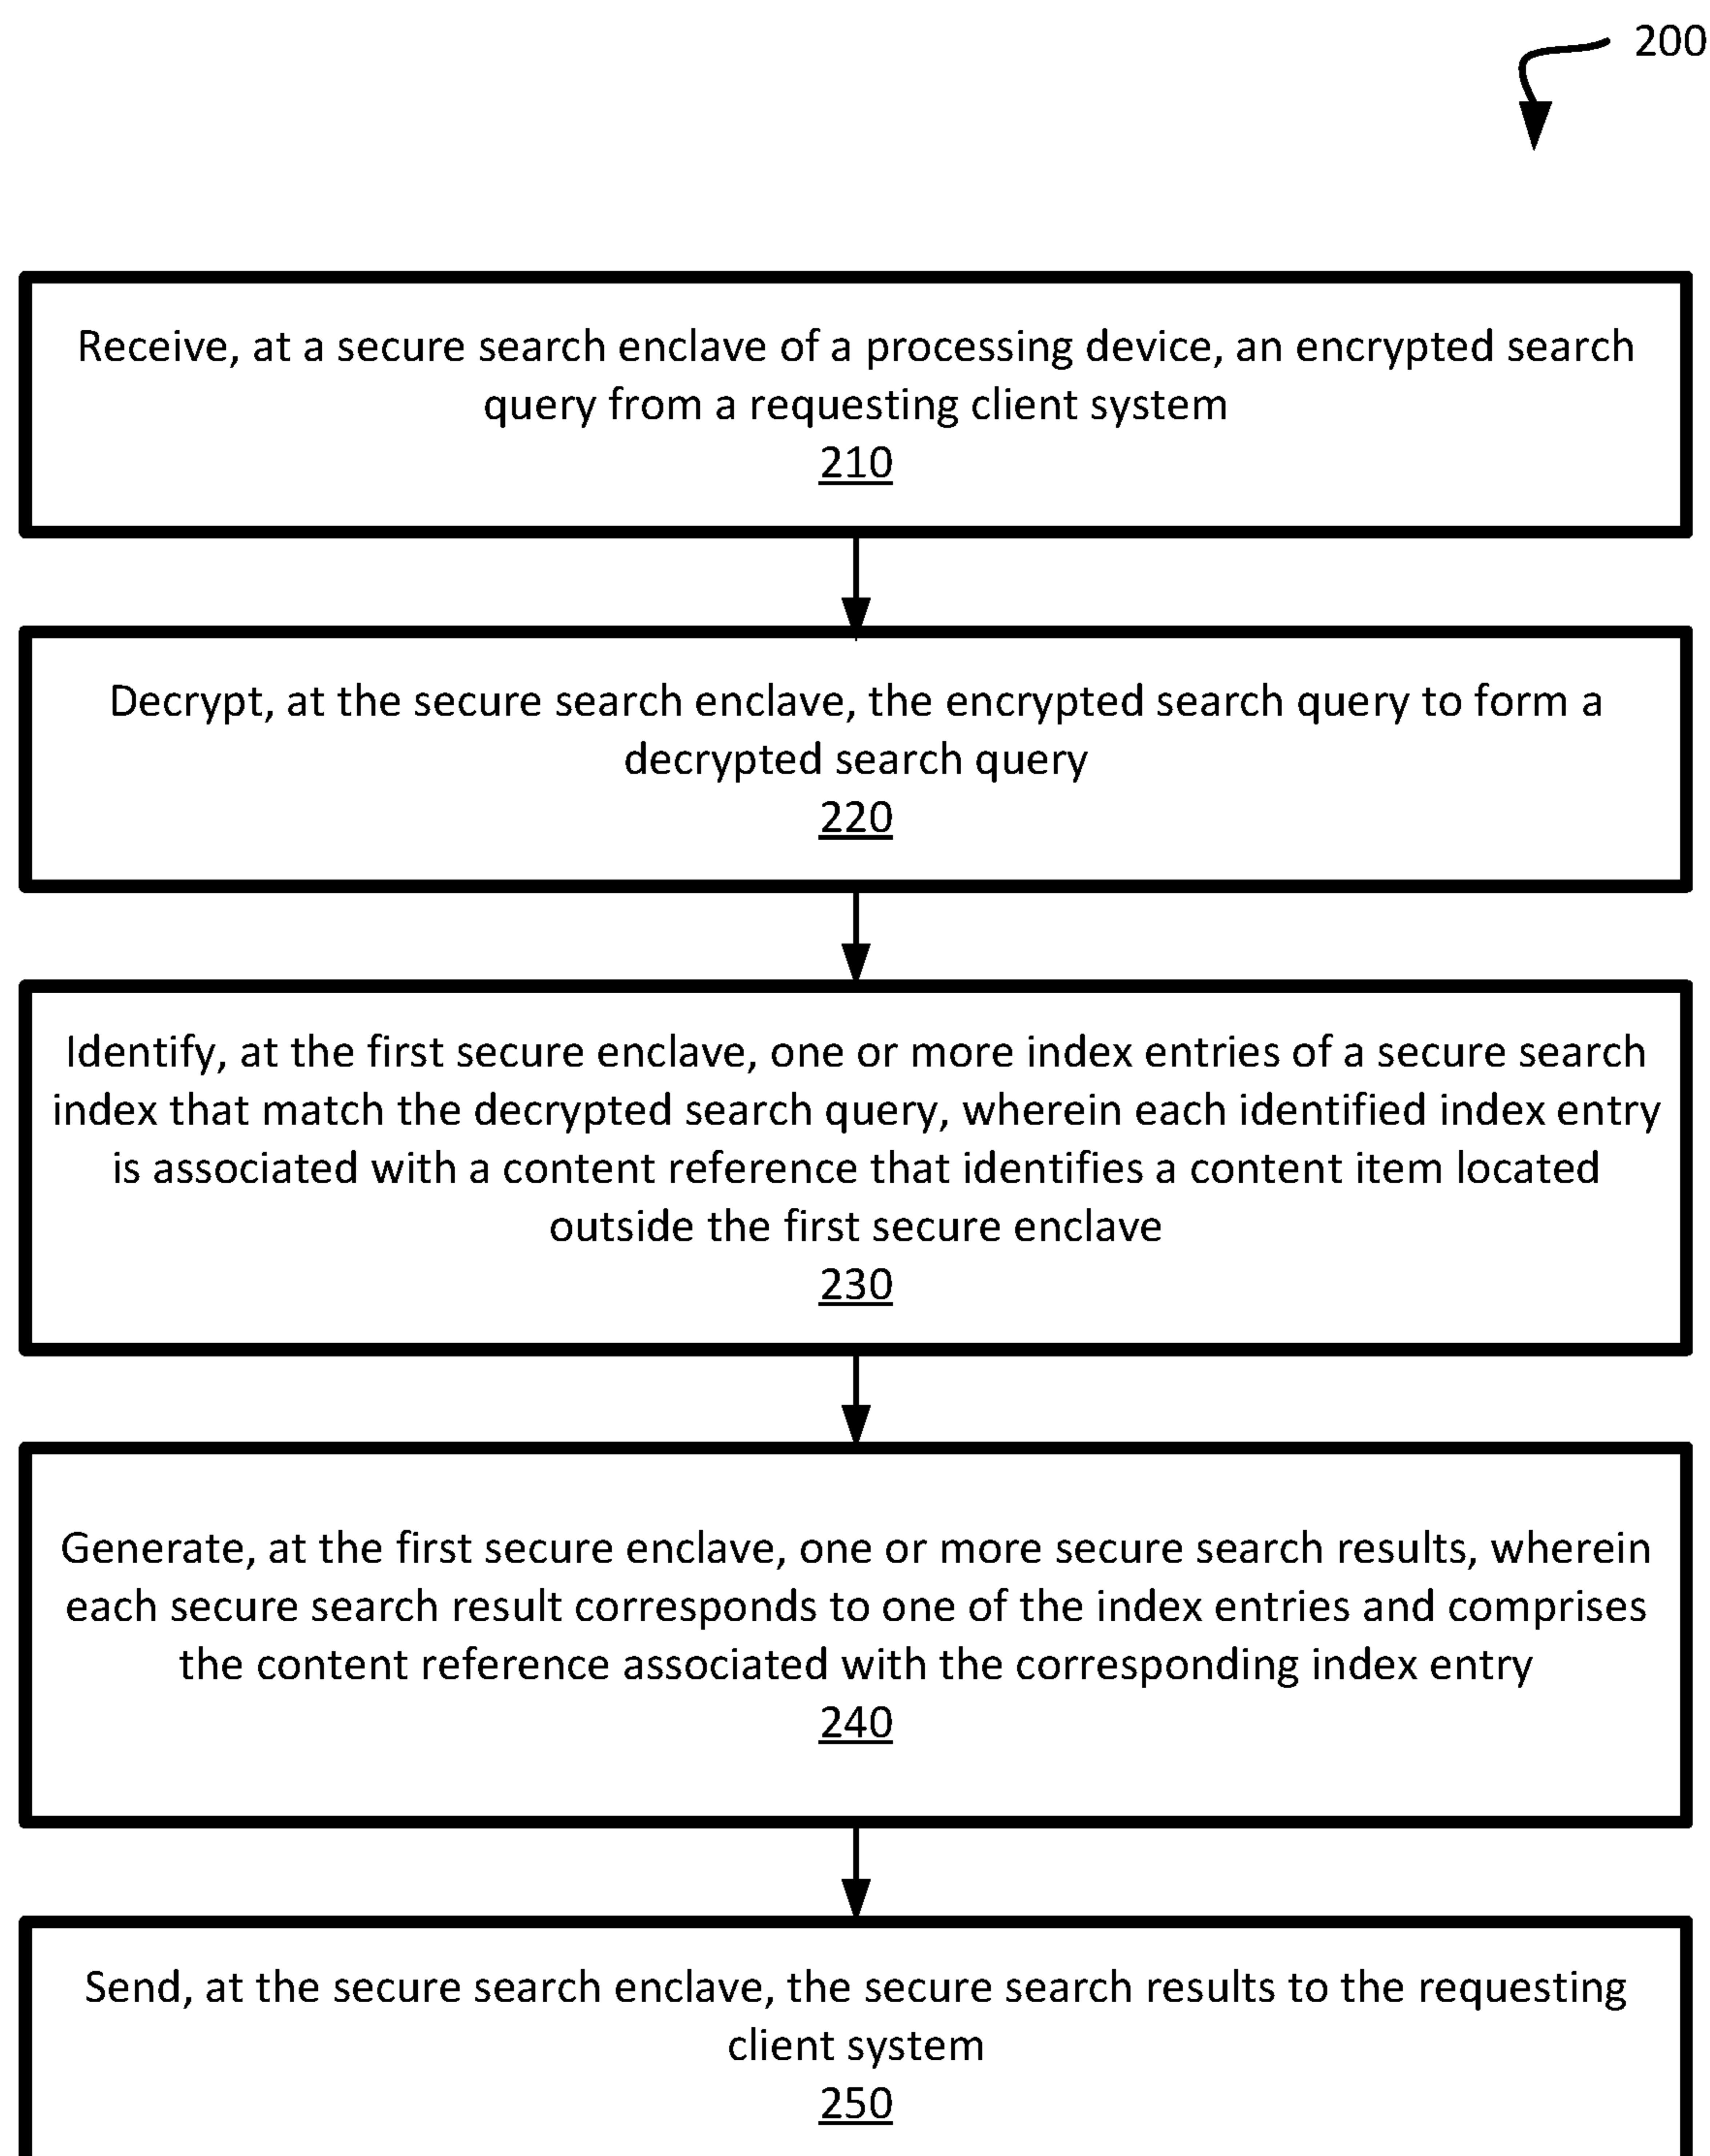 200
Receive, at a secure search enclave of a processing device, an encrypted search
query from a requesting client system
210
Decrypt, at the secure search enclave, the encrypted search query to form a
decrypted search query
220
Identify, at the first secure enclave, one or more index entries of a secure search
index that match the decrypted search query, wherein each identified index entry
is associated with a content reference that identifies a content item located
outside the first secure enclave
230
Generate, at the first secure enclave, one or more secure search results, wherein
each secure search result corresponds to one of the index entries and comprises
the content reference associated with the corresponding index entry
240
Send, at the secure search enclave, the secure search results to the requesting
client system
250